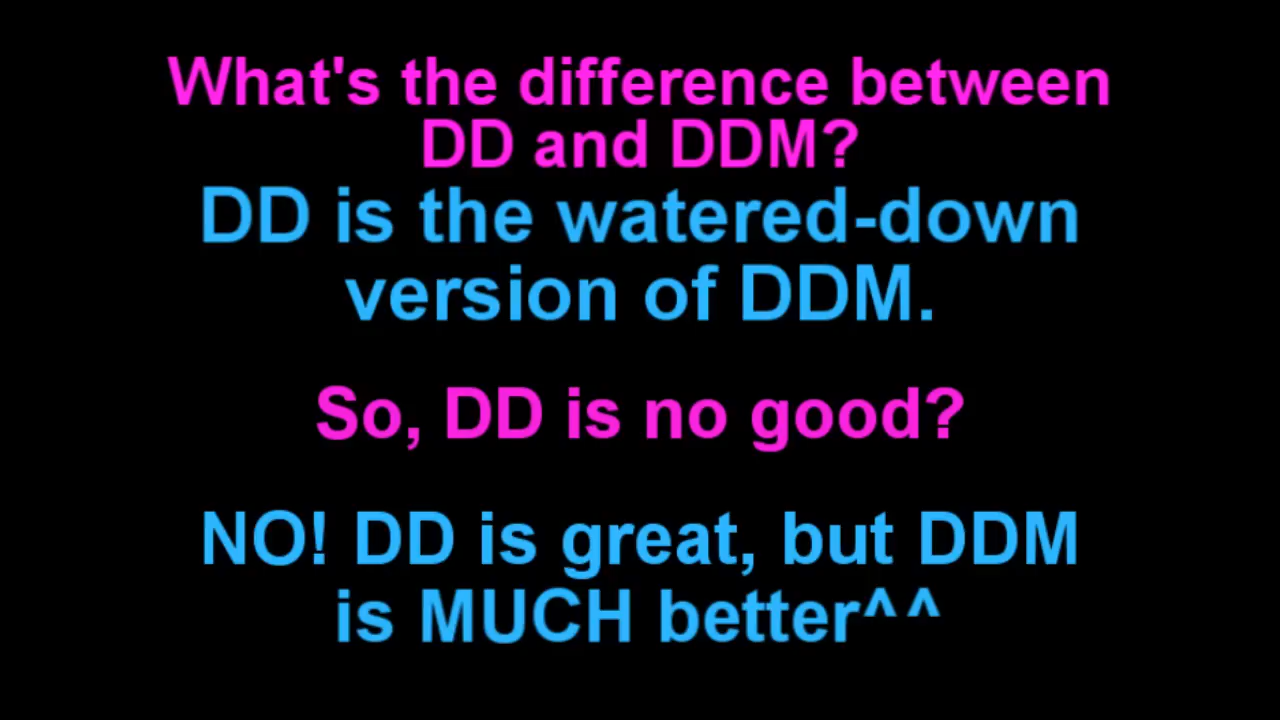 What's the difference between
DD and DDM?
DD is the watered-down
version of DDM.
So, DD is no good?
NO! DD is great, but DDM
is MUCH better^^